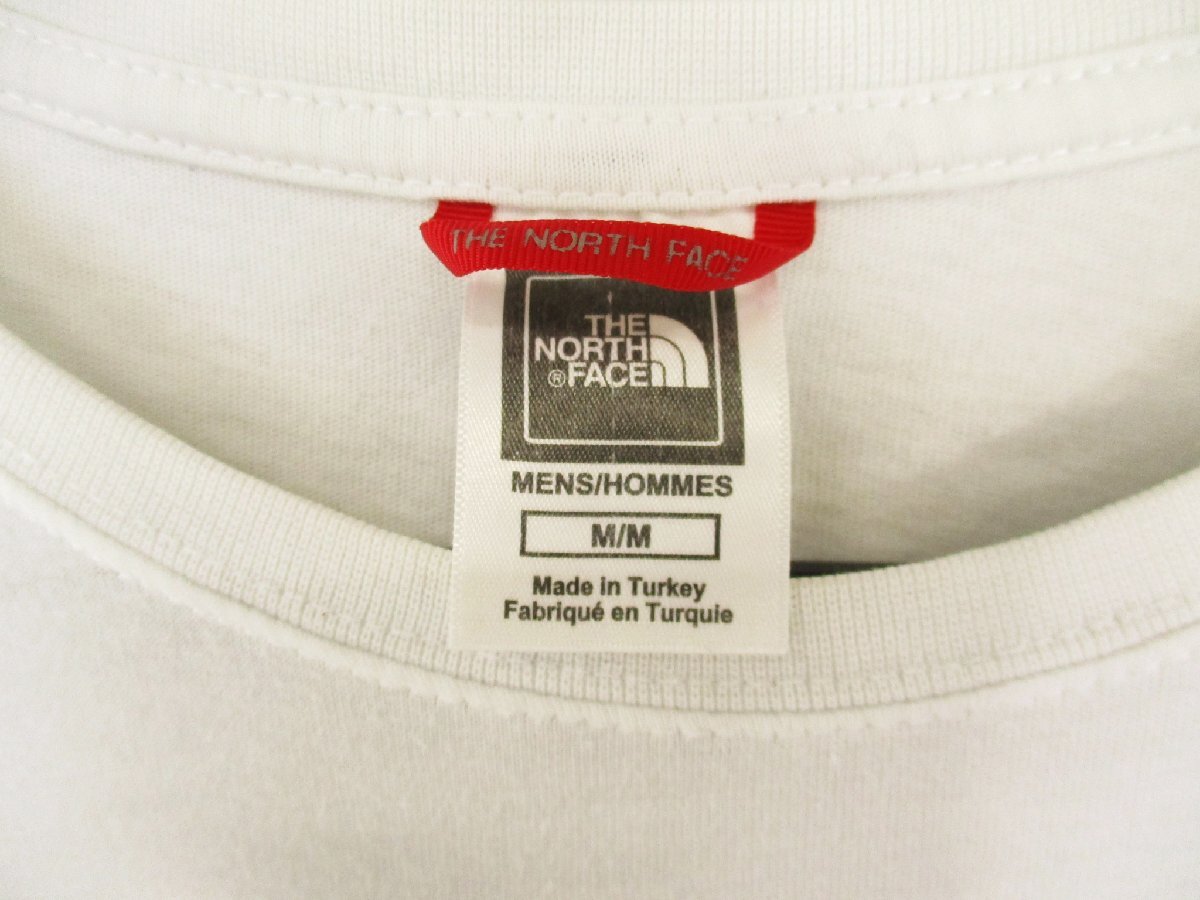 THE NORTH FACE
THE
NORTH
®FACE
MENS/HOMMES
M/M
Made in Turkey
Fabriqué en Turquie